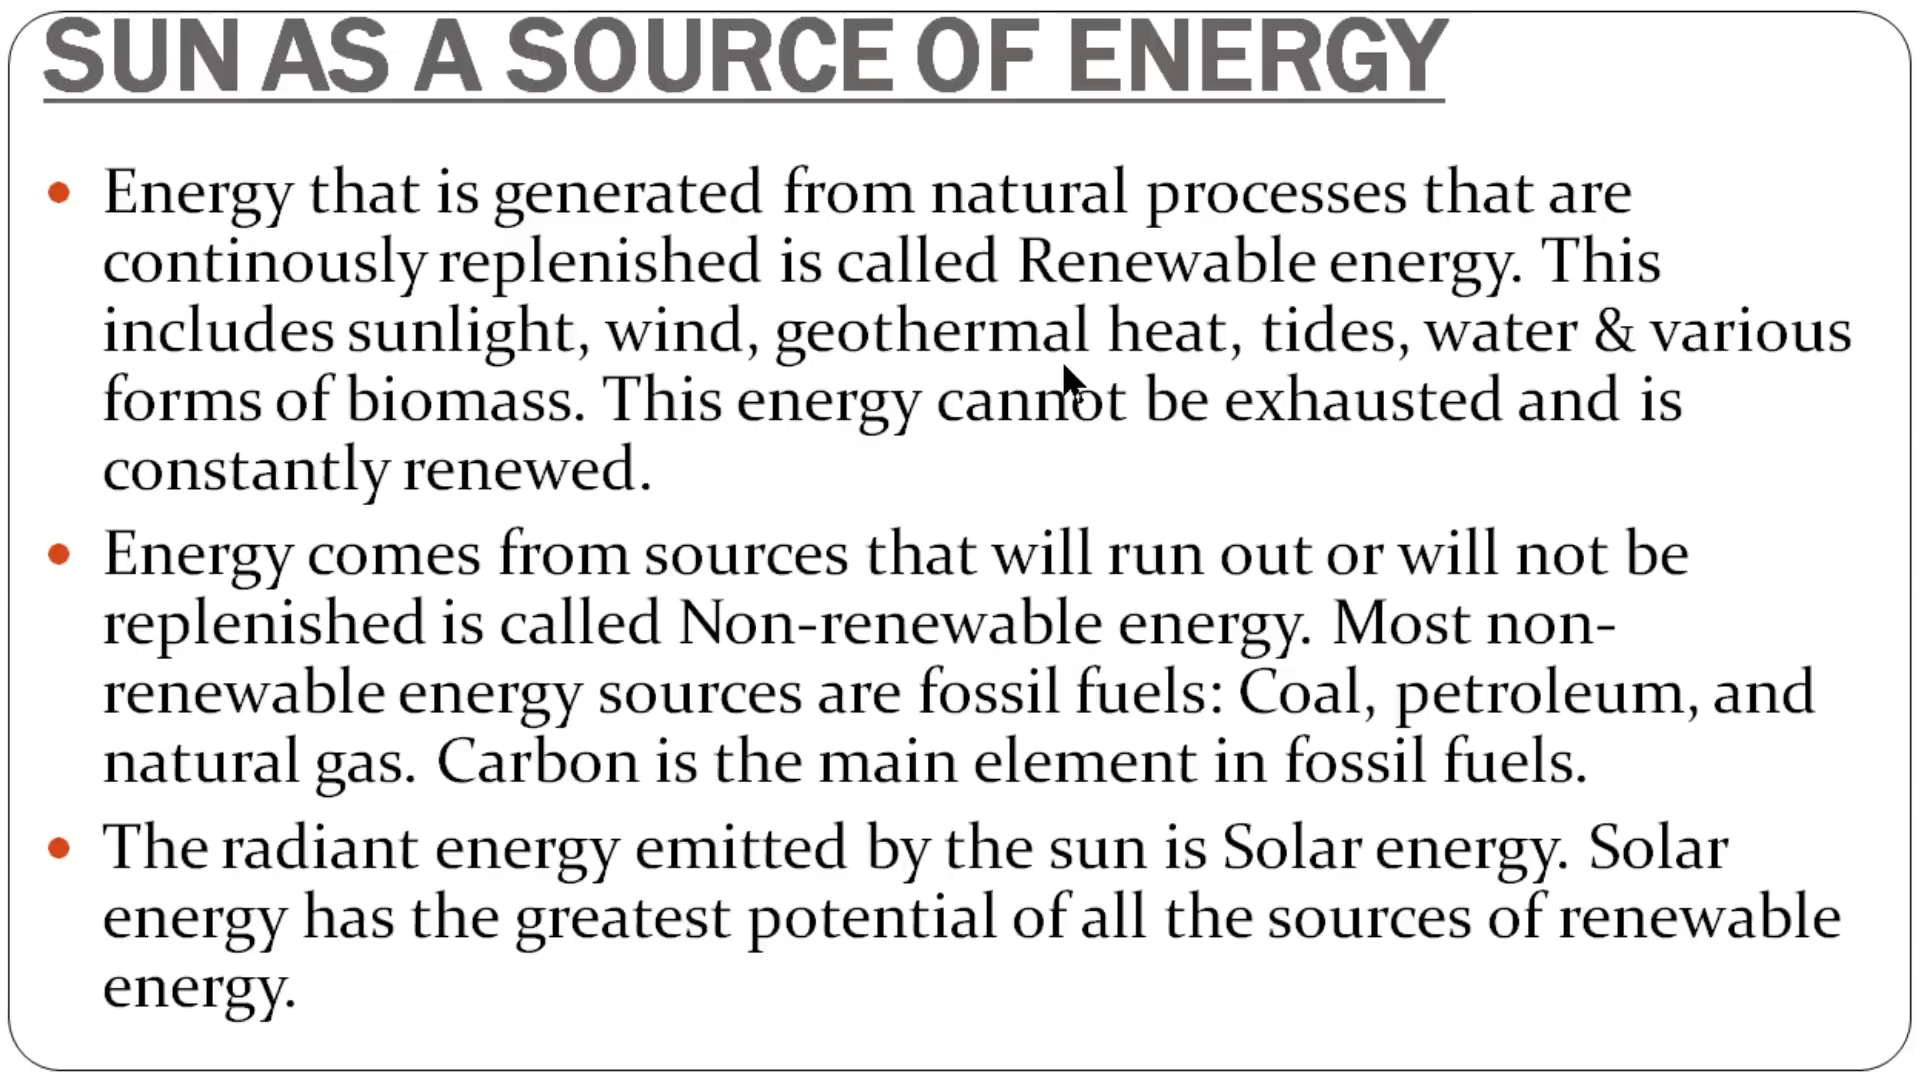 SUN AS A SOURCE OF ENERGY
• Energy that is generated from natural processes that are
continously replenished is called Renewable energy. This
includes sunlight, wind, geothermal heat, tides, water & various
forms of biomass. This energy cannot be exhausted and is
constantly renewed.
• Energy comes from sources that will run out or will not be
replenished is called Non-renewable energy. Most non-
renewable energy sources are fossil fuels: Coal, petroleum, and
natural gas. Carbon is the main element in fossil fuels.
• The radiant energy emitted by the sun is Solar energy. Solar
energy has the greatest potential of all the sources of renewable
energy.